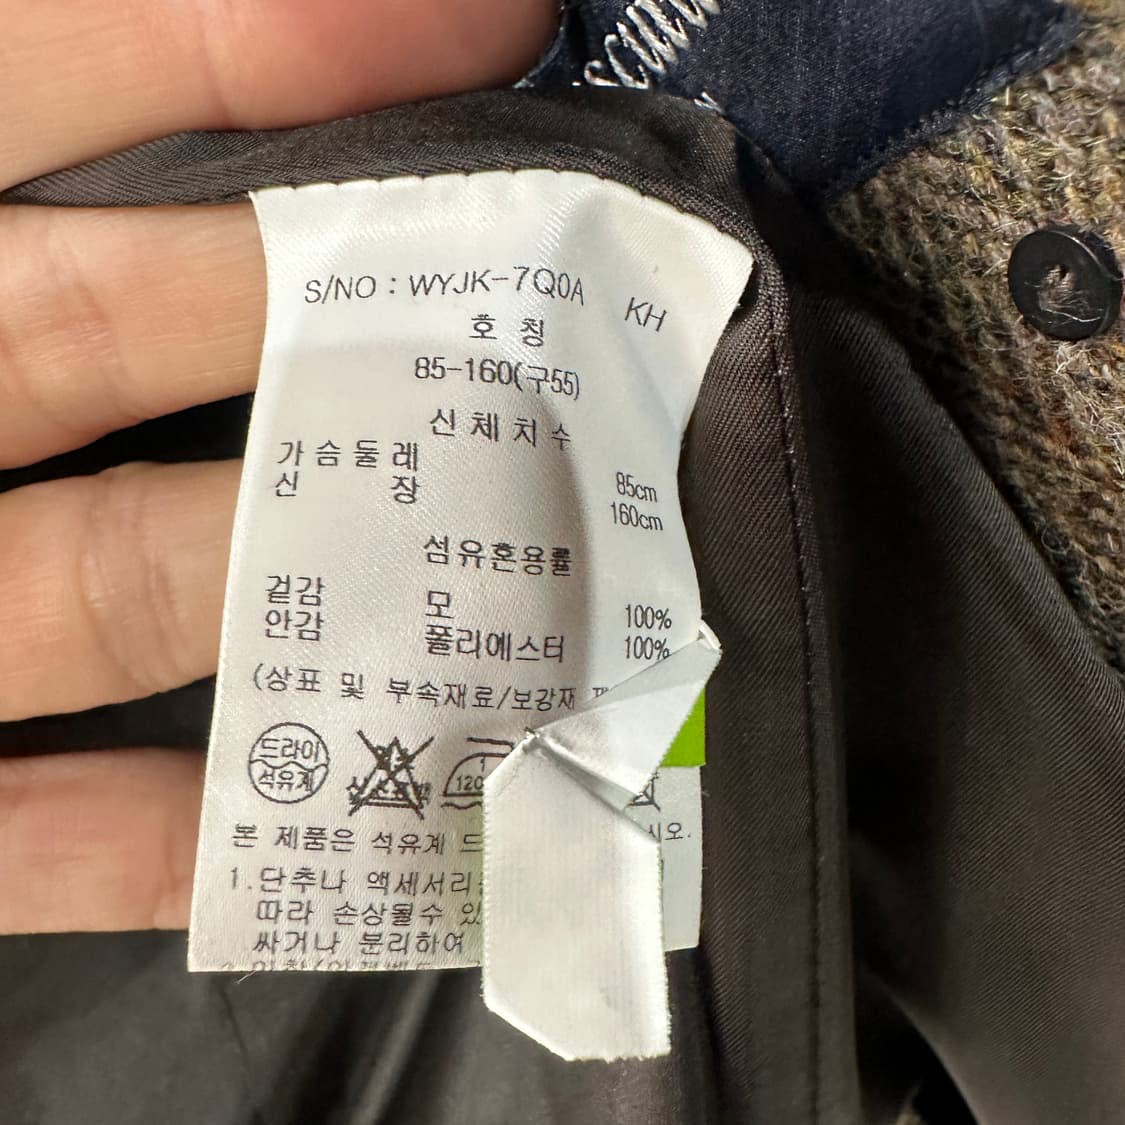 S/NO : WYJK-7Q0A KH
호 칭
85-160(구55)
신 체 치 수
가 슴 둘 레 85cm
신 장 160cm
섬유혼용률
겉감 모 100%
안감 폴리에스터 100%
(상표 및 부속재료/보강재
드라이
석유계
120
본 제품은 석유계 드 시오.
1.단추나 액세서리
따라 손상될수 있
싸거나 분리하여